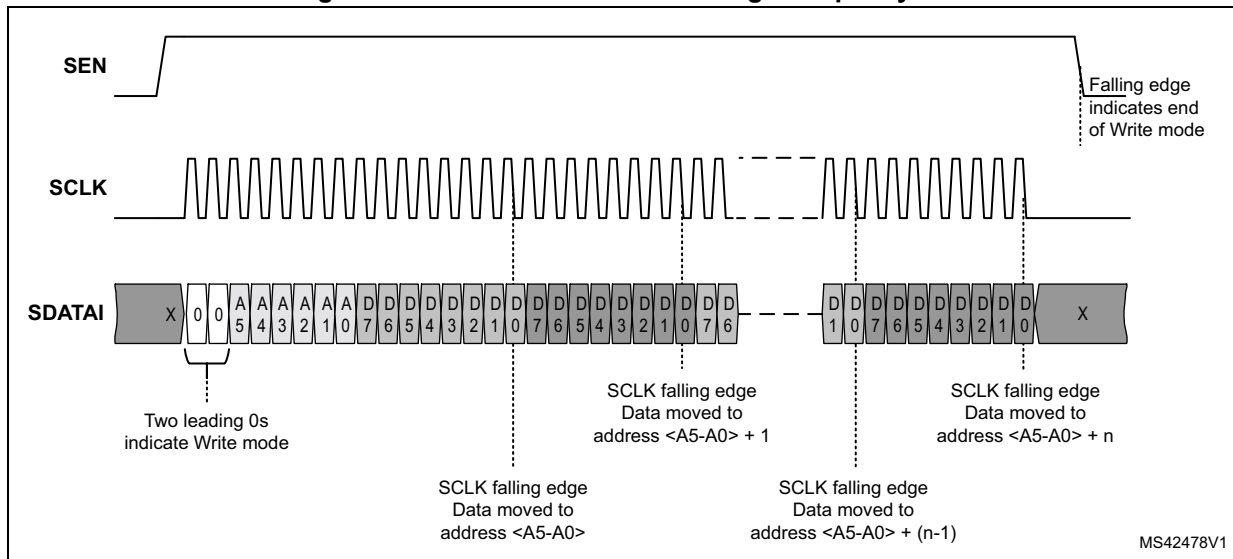 SEN
Falling edge
indicates end
of Write mode
SCLK
SDATAI
X 0 0 A5 A4 A3 A2 A1 A0 D7 D6 D5 D4 D3 D2 D1 D0 D7 D6 D5 D4 D3 D2 D1 D0 D7 D6 D1 D0 D7 D6 D5 D4 D3 D2 D1 D0 X
Two leading 0s
indicate Write mode
SCLK falling edge
Data moved to
address <A5-A0>
SCLK falling edge
Data moved to
address <A5-A0> + 1
SCLK falling edge
Data moved to
address <A5-A0> + (n-1)
SCLK falling edge
Data moved to
address <A5-A0> + n
MS42478V1